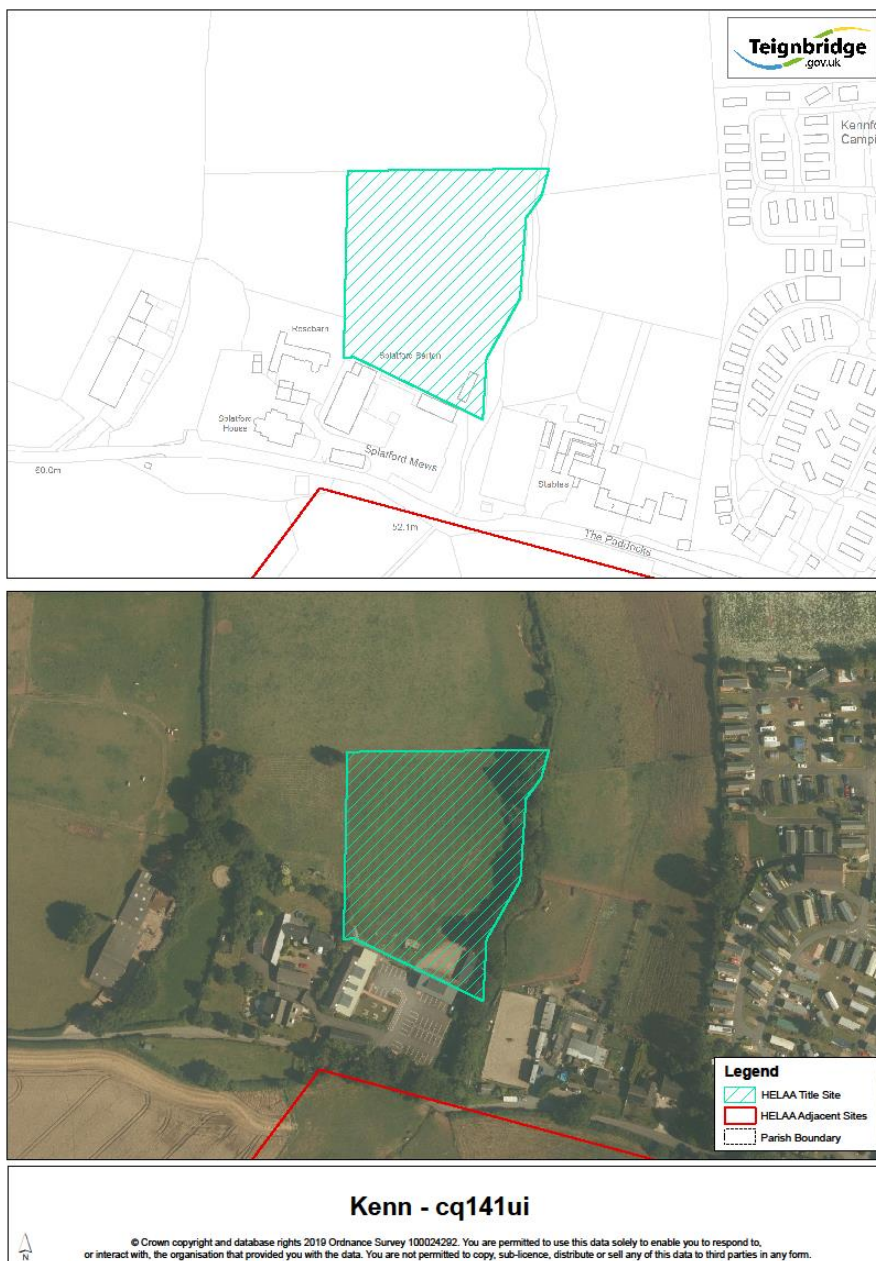 Teignbridge
.gov.uk
Kennfo
Campi
Rosebarn
Splatford Barton
Splatford
House
Splatford Mews
60.0m
Stables
52.1m
The Paddocks
Legend
HELAA Title Site
HELAA Adjacent Sites
Parish Boundary
Kenn - cq141ui
N
© Crown copyright and database rights 2019 Ordnance Survey 100024292. You are permitted to use this data solely to enable you to respond to,
or interact with, the organisation that provided you with the data. You are not permitted to copy, sub-licence, distribute or sell any of this data to third parties in any form.